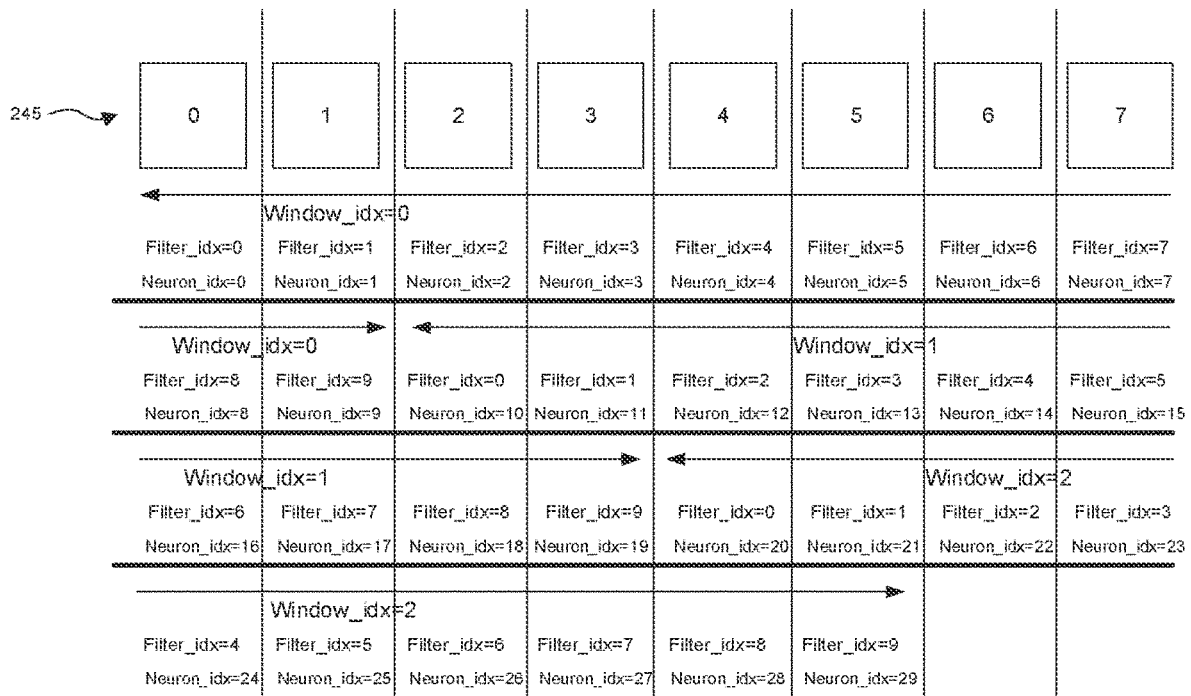 245 0 1 2 3 4 5 6 7
Window_idx=0
Filter_idx=0 Filter_idx=1 Filter_idx=2 Filter_idx=3 Filter_idx=4 Filter_idx=5 Filter_idx=6 Filter_idx=7
Neuron_idx=0 Neuron_idx=1 Neuron_idx=2 Neuron_idx=3 Neuron_idx=4 Neuron_idx=5 Neuron_idx=6 Neuron_idx=7
Window_idx=0 Window_idx=1
Filter_idx=8 Filter_idx=9 Filter_idx=0 Filter_idx=1 Filter_idx=2 Filter_idx=3 Filter_idx=4 Filter_idx=5
Neuron_idx=8 Neuron_idx=9 Neuron_idx=10 Neuron_idx=11 Neuron_idx=12 Neuron_idx=13 Neuron_idx=14 Neuron_idx=15
Window_idx=1 Window_idx=2
Filter_idx=6 Filter_idx=7 Filter_idx=8 Filter_idx=9 Filter_idx=0 Filter_idx=1 Filter_idx=2 Filter_idx=3
Neuron_idx=16 Neuron_idx=17 Neuron_idx=18 Neuron_idx=19 Neuron_idx=20 Neuron_idx=21 Neuron_idx=22 Neuron_idx=23
Window_idx=2
Filter_idx=4 Filter_idx=5 Filter_idx=6 Filter_idx=7 Filter_idx=8 Filter_idx=9
Neuron_idx=24 Neuron_idx=25 Neuron_idx=26 Neuron_idx=27 Neuron_idx=28 Neuron_idx=29